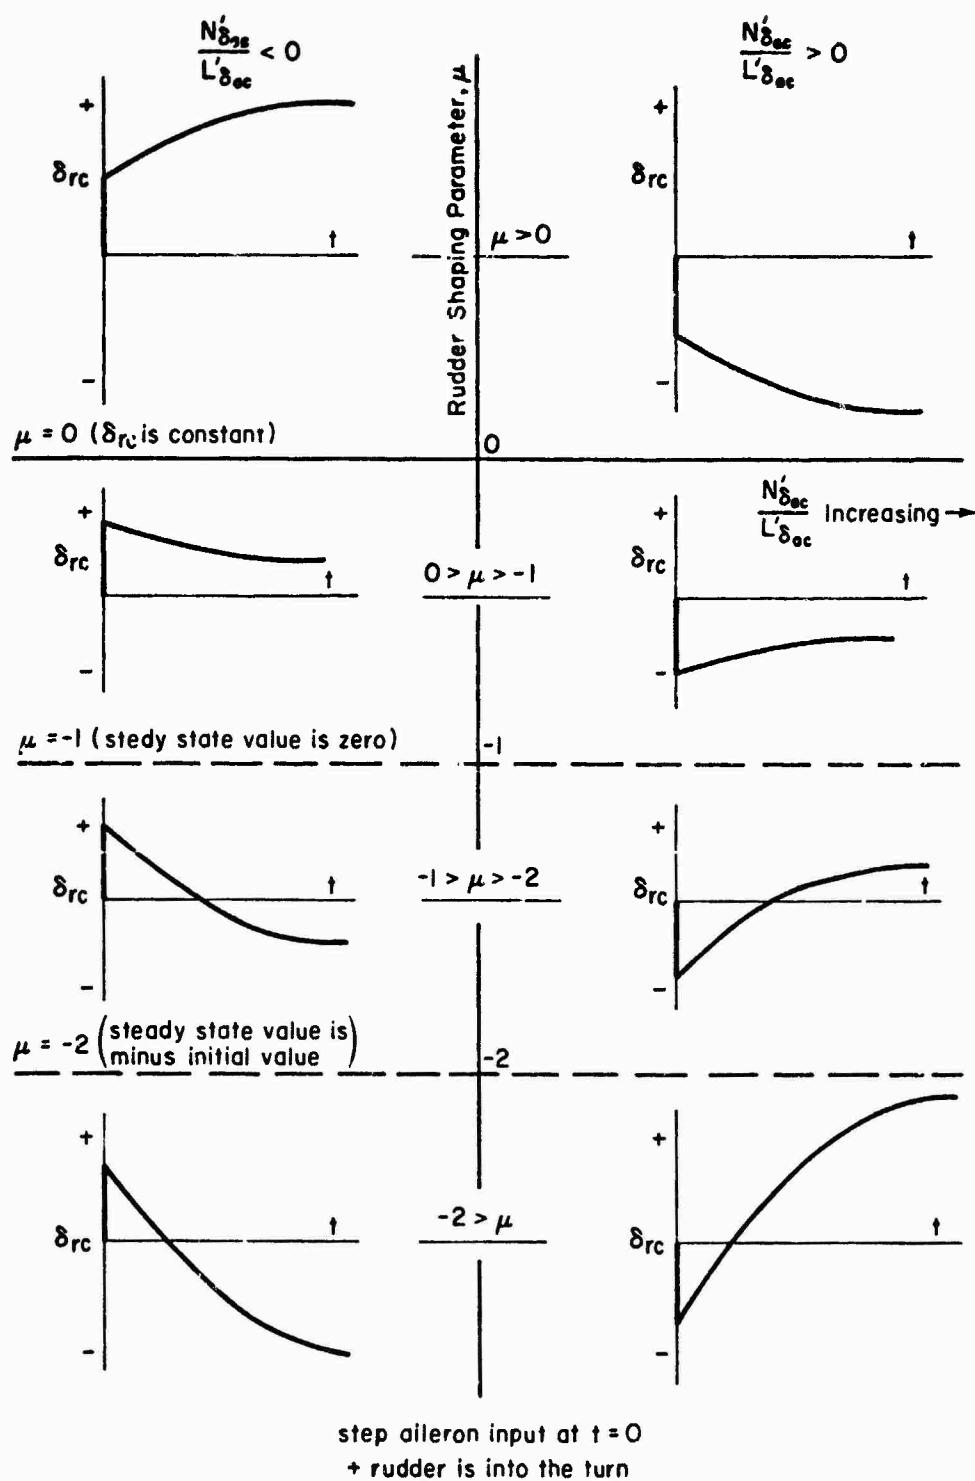 N′δac / L′δac < 0
N′δac / L′δac > 0
Rudder Shaping Parameter, μ
+
δrc
t
−
μ > 0
+
δrc
t
−
μ = 0 (δrc is constant)
0
N′δac / L′δac Increasing →
+
δrc
t
−
0 > μ > -1
+
δrc
t
−
μ = -1 (stedy state value is zero)
-1
+
δrc
t
−
-1 > μ > -2
+
δrc
t
−
μ = -2 (steady state value is
minus initial value)
-2
+
δrc
t
−
-2 > μ
+
δrc
t
−
step aileron input at t = 0
+ rudder is into the turn